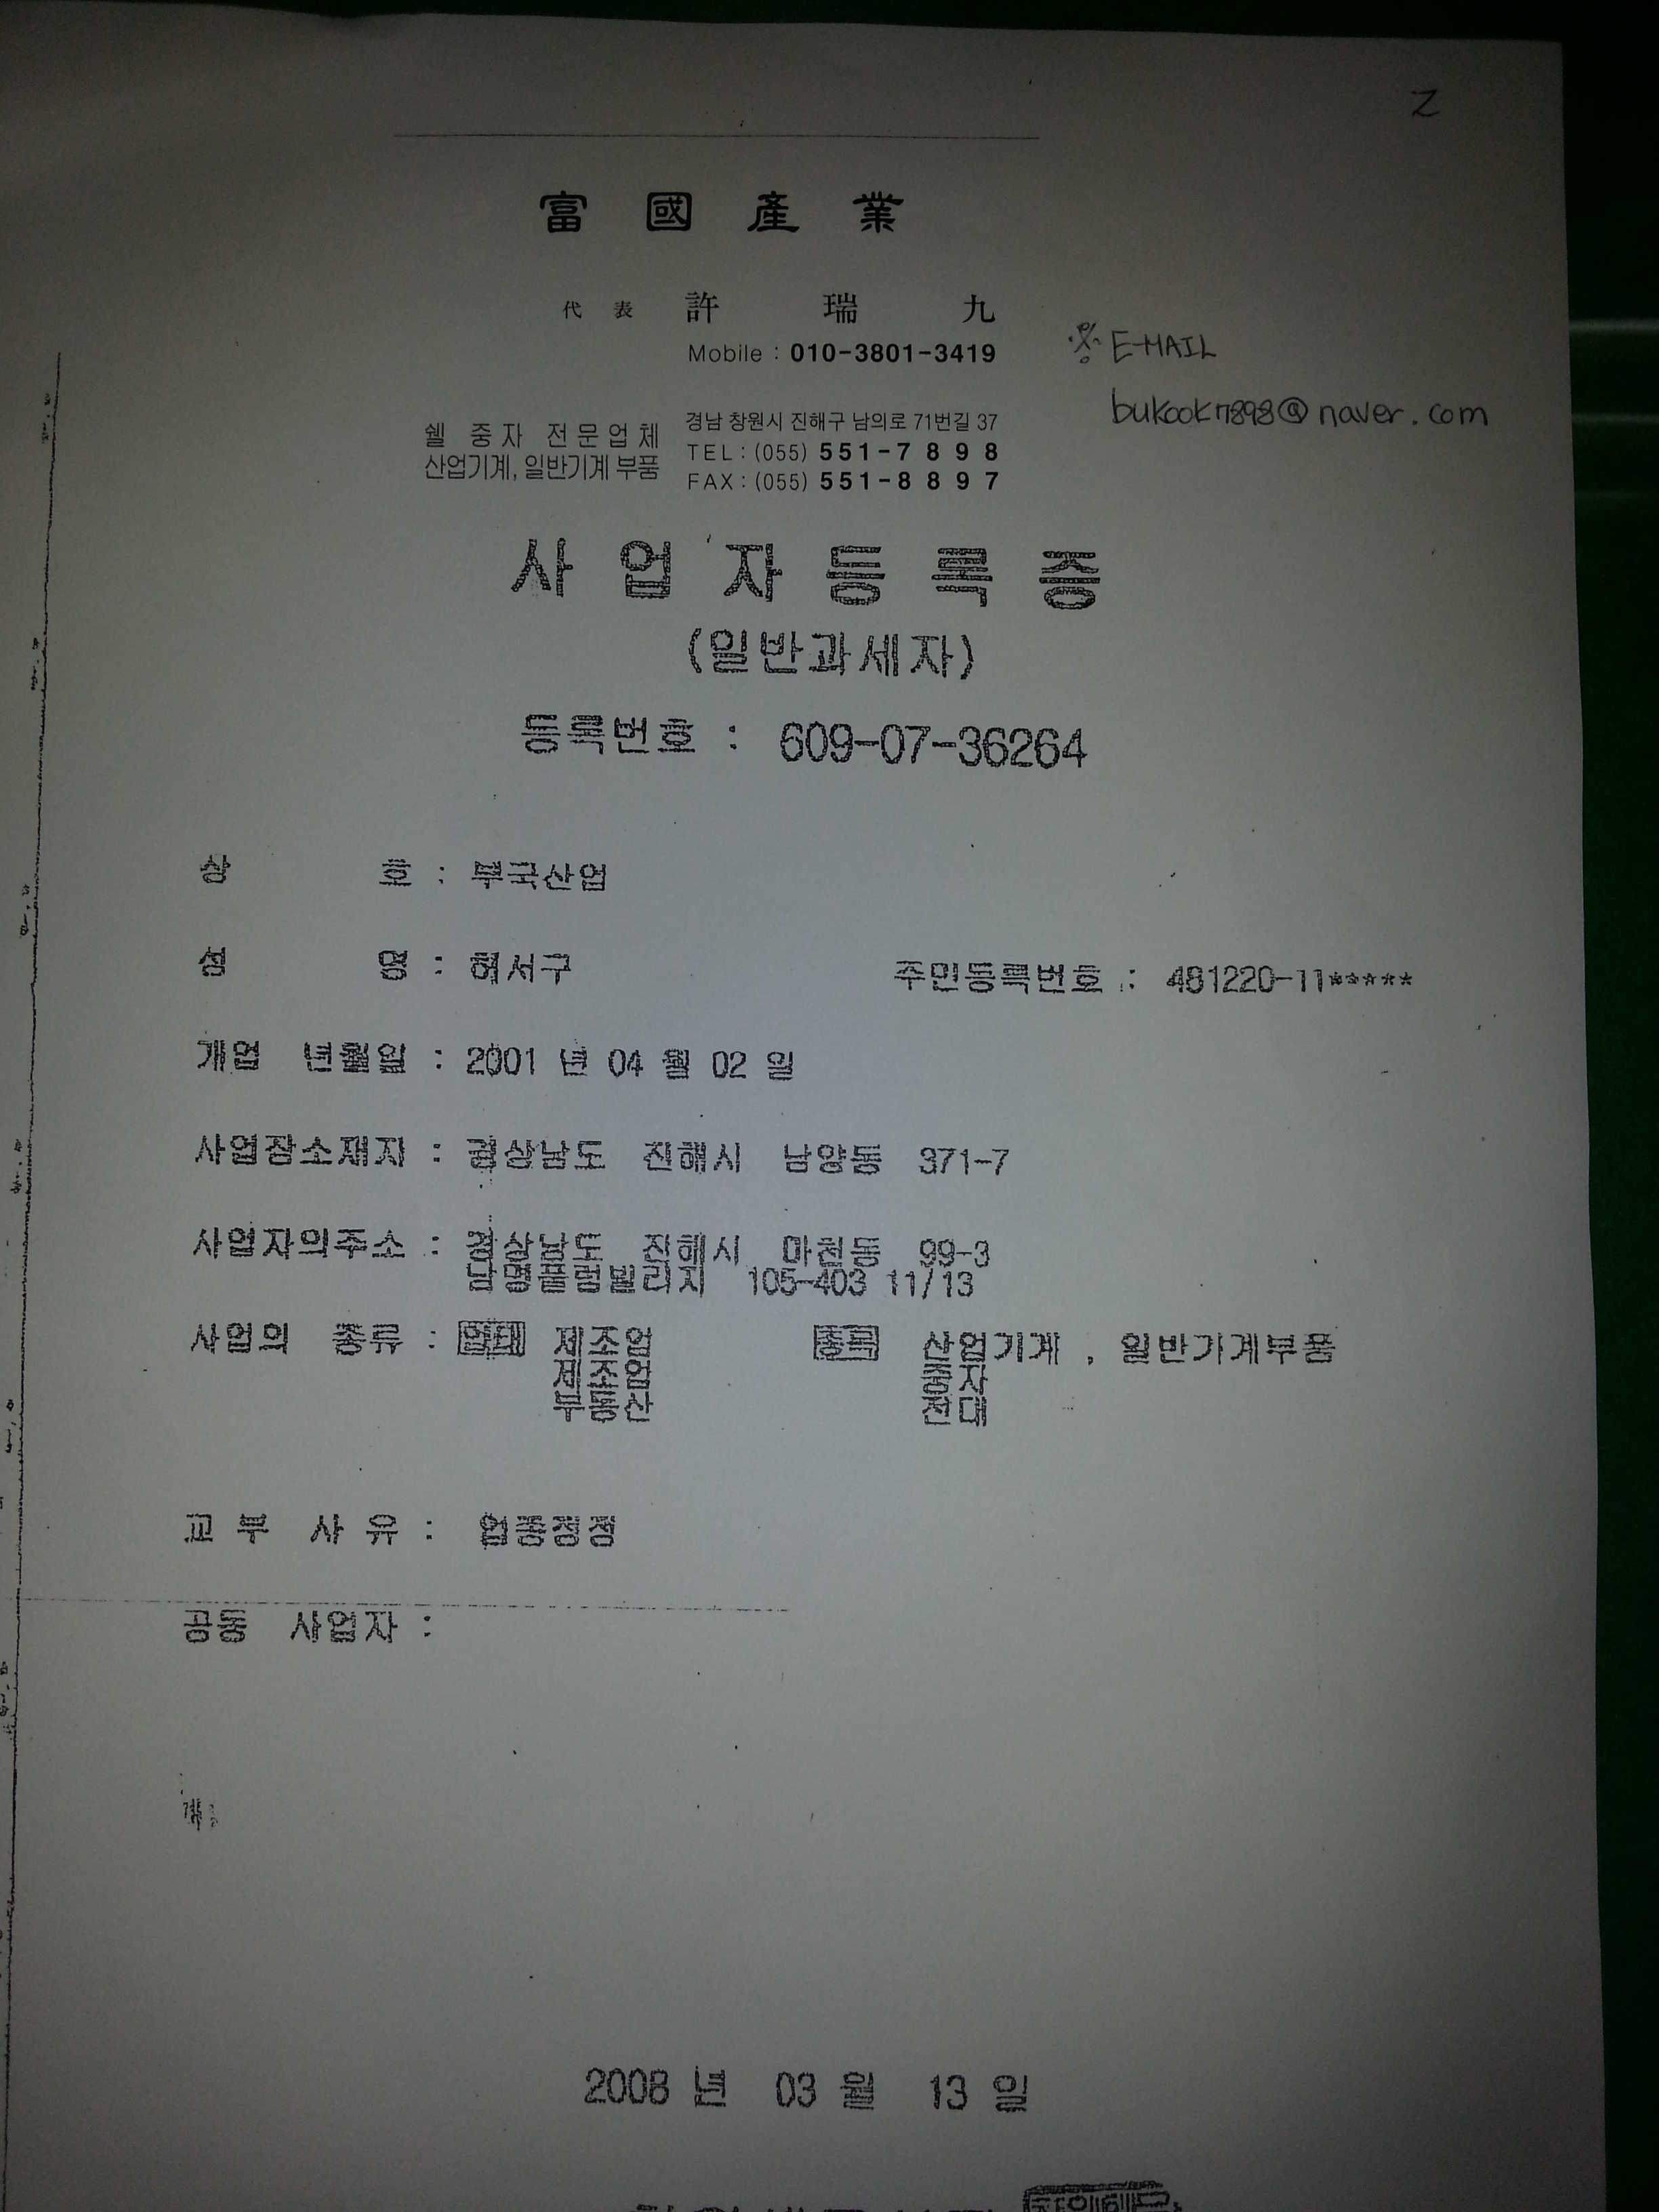 Z
富 國 產 業
代 表 許 瑞 九
Mobile : 010-3801-3419
※ E-MAIL
bukook7898@naver.com
쉘 중자 전문업체
산업기계, 일반기계 부품
경남 창원시 진해구 남의로 71번길 37
TEL : (055) 551-7 8 9 8
FAX : (055) 551-8 8 9 7
사 업 자 등 록 증
(일반과세자)
등록번호 : 609-07-36264
상 호 : 부국산업
성 명 : 허서구 주민등록번호 : 481220-11*****
개업 년월일 : 2001 년 04 월 02 일
사업장소재지 : 경상남도 진해시 남양동 371-7
사업자의주소 : 경상남도 진해시 마천동 99-3
남명플럼빌리지 105-403 11/13
사업의 종류 : 업태 제조업 종목 산업기계 , 일반기계부품
제조업 중자
부동산 전대
교 부 사 유 : 업종정정
공동 사업자 :
2008 년 03 월 13 일